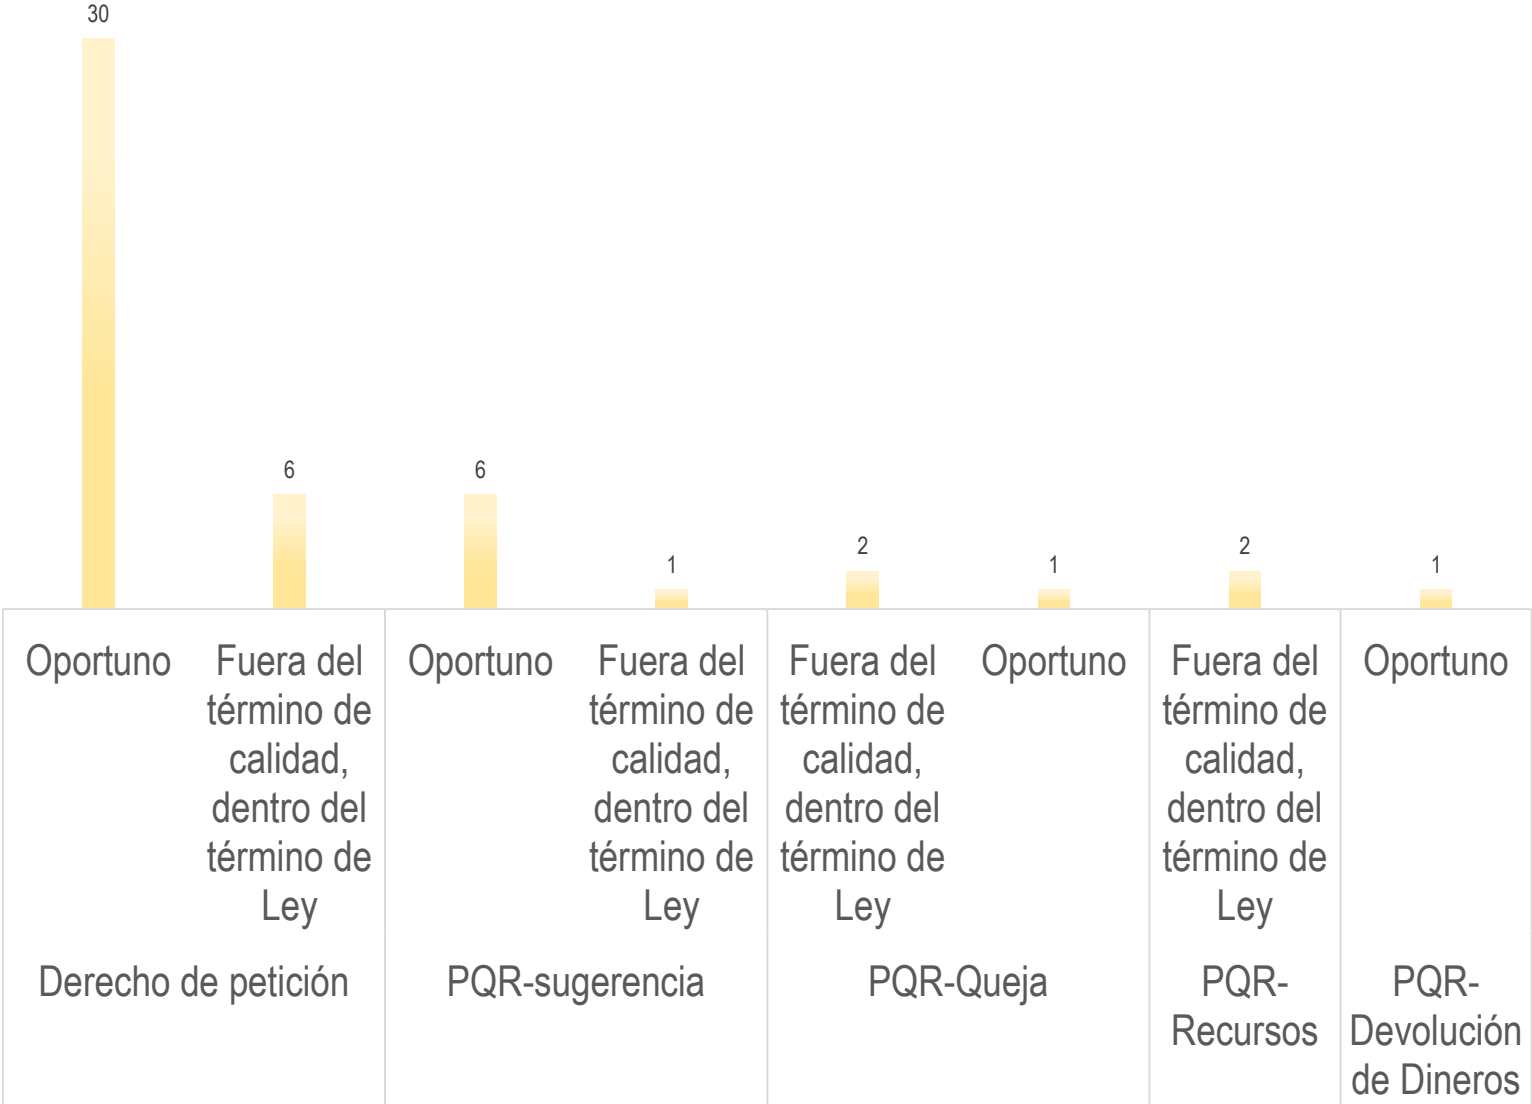 30
6
6
1
2
1
2
1
Oportuno
Fuera del
término de
calidad,
dentro del
término de
Ley
Oportuno
Fuera del
término de
calidad,
dentro del
término de
Ley
Fuera del
término de
calidad,
dentro del
término de
Ley
Oportuno
Fuera del
término de
calidad,
dentro del
término de
Ley
Oportuno
Derecho de petición
PQR-sugerencia
PQR-Queja
PQR-
Recursos
PQR-
Devolución
de Dineros